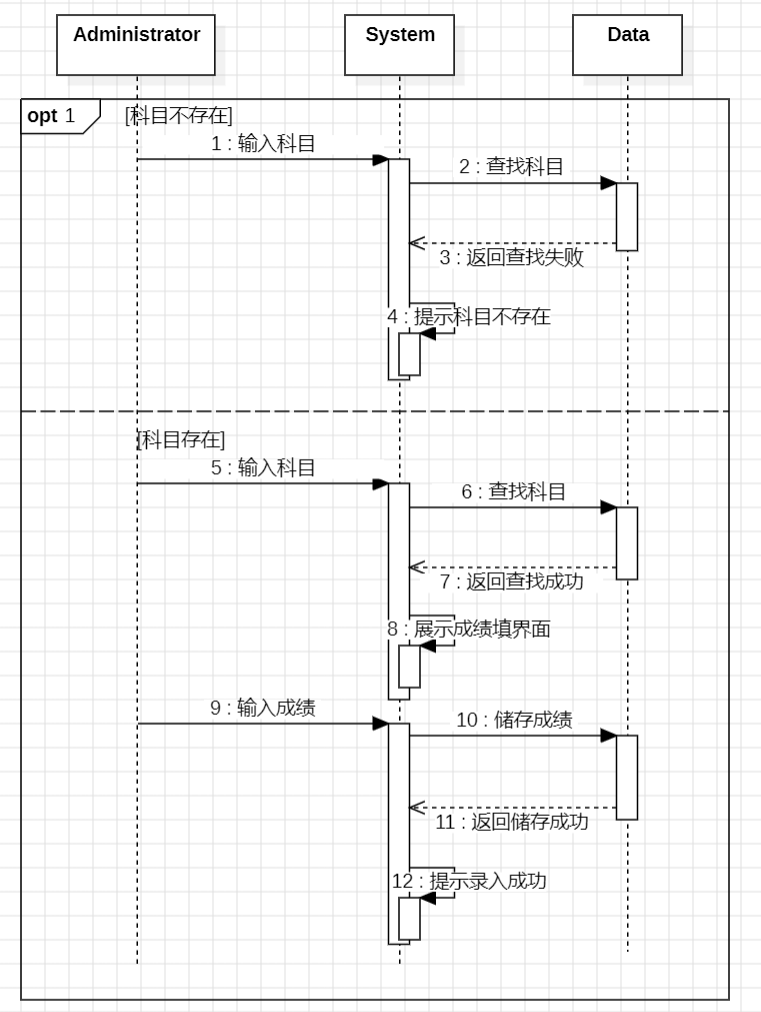 Administrator
System
Data
opt 1
[科目不存在]
1 : 输入科目
2 : 查找科目
3 : 返回查找失败
4 : 提示科目不存在
[科目存在]
5 : 输入科目
6 : 查找科目
7 : 返回查找成功
8 : 展示成绩填界面
9 : 输入成绩
10 : 储存成绩
11 : 返回储存成功
12 : 提示录入成功